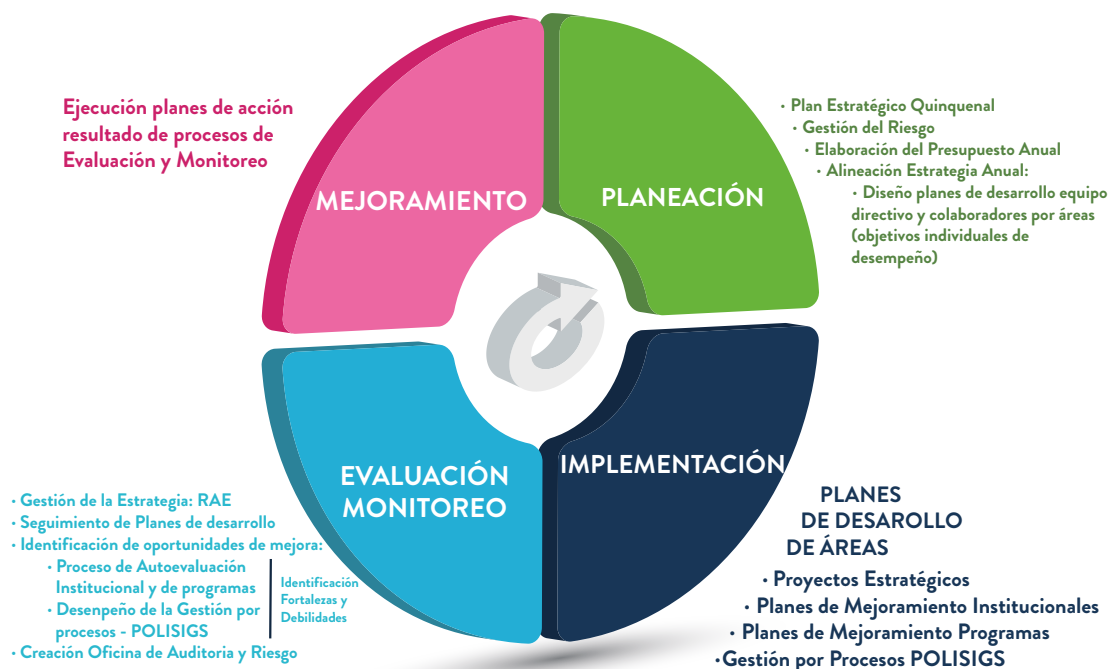 Ejecución planes de acción
resultado de procesos de
Evaluación y Monitoreo
MEJORAMIENTO
PLANEACIÓN
· Plan Estratégico Quinquenal
· Gestión del Riesgo
· Elaboración del Presupuesto Anual
· Alineación Estrategia Anual:
· Diseño planes de desarrollo equipo
directivo y colaboradores por áreas
(objetivos individuales de
desempeño)
EVALUACIÓN
MONITOREO
· Gestión de la Estrategia: RAE
· Seguimiento de Planes de desarrollo
· Identificación de oportunidades de mejora:
· Proceso de Autoevaluación
Institucional y de programas
· Desenpeño de la Gestión por
procesos - POLISIGS
Identificación
Fortalezas y
Debilidades
· Creación Oficina de Auditoria y Riesgo
IMPLEMENTACIÓN
PLANES
DE DESAROLLO
DE ÁREAS
· Proyectos Estratégicos
· Planes de Mejoramiento Institucionales
· Planes de Mejoramiento Programas
·Gestión por Procesos POLISIGS